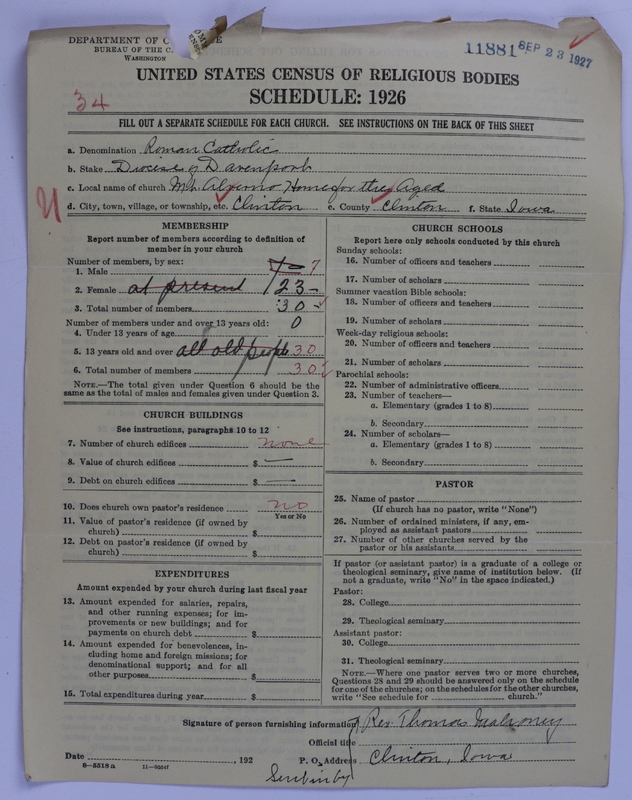 DEPARTMENT OF C
BUREAU OF THE C
WASHINGTON
11881 SEP 23 1927
UNITED STATES CENSUS OF RELIGIOUS BODIES
34
SCHEDULE: 1926
FILL OUT A SEPARATE SCHEDULE FOR EACH CHURCH. SEE INSTRUCTIONS ON THE BACK OF THIS SHEET
a. Denomination Roman Catholic
b. Stake Diocese of Davenport
c. Local name of church Mt. Alverno Home for the Aged
d. City, town, village, or township, etc. Clinton e. County Clinton f. State Iowa
MEMBERSHIP
Report number of members according to definition of
member in your church
Number of members, by sex:
1. Male 7
2. Female at present 23
3. Total number of members 30
Number of members under and over 13 years old:
4. Under 13 years of age 0
5. 13 years old and over all old people 30
6. Total number of members 30
NOTE.—The total given under Question 6 should be the
same as the total of males and females given under Question 3.
CHURCH BUILDINGS
See instructions, paragraphs 10 to 12
7. Number of church edifices none
8. Value of church edifices $ —
9. Debt on church edifices $ —
10. Does church own pastor's residence no
Yes or No
11. Value of pastor's residence (if owned by
church) $
12. Debt on pastor's residence (if owned by
church) $
EXPENDITURES
Amount expended by your church during last fiscal year
13. Amount expended for salaries, repairs,
and other running expenses; for im-
provements or new buildings; and for
payments on church debt $
14. Amount expended for benevolences, in-
cluding home and foreign missions; for
denominational support; and for all
other purposes $
15. Total expenditures during year $
CHURCH SCHOOLS
Report here only schools conducted by this church
Sunday schools:
16. Number of officers and teachers
17. Number of scholars
Summer vacation Bible schools:
18. Number of officers and teachers
19. Number of scholars
Week-day religious schools:
20. Number of officers and teachers
21. Number of scholars
Parochial schools:
22. Number of administrative officers
23. Number of teachers—
a. Elementary (grades 1 to 8)
b. Secondary
24. Number of scholars—
a. Elementary (grades 1 to 8)
b. Secondary
PASTOR
25. Name of pastor
(If church has no pastor, write "None")
26. Number of ordained ministers, if any, em-
ployed as assistant pastors
27. Number of other churches served by the
pastor or his assistants
If pastor (or assistant pastor) is a graduate of a college or
theological seminary, give name of institution below. (If
not a graduate, write "No" in the space indicated.)
Pastor:
28. College
29. Theological seminary
Assistant pastor:
30. College
31. Theological seminary
NOTE.—Where one pastor serves two or more churches,
Questions 28 and 29 should be answered only on the schedule
for one of the churches; on the schedules for the other churches,
write "See schedule for church."
Signature of person furnishing information Rev Thomas Mahoney
Official title
Date , 192 P. O. Address Clinton, Iowa
8—5518a 11—9554f